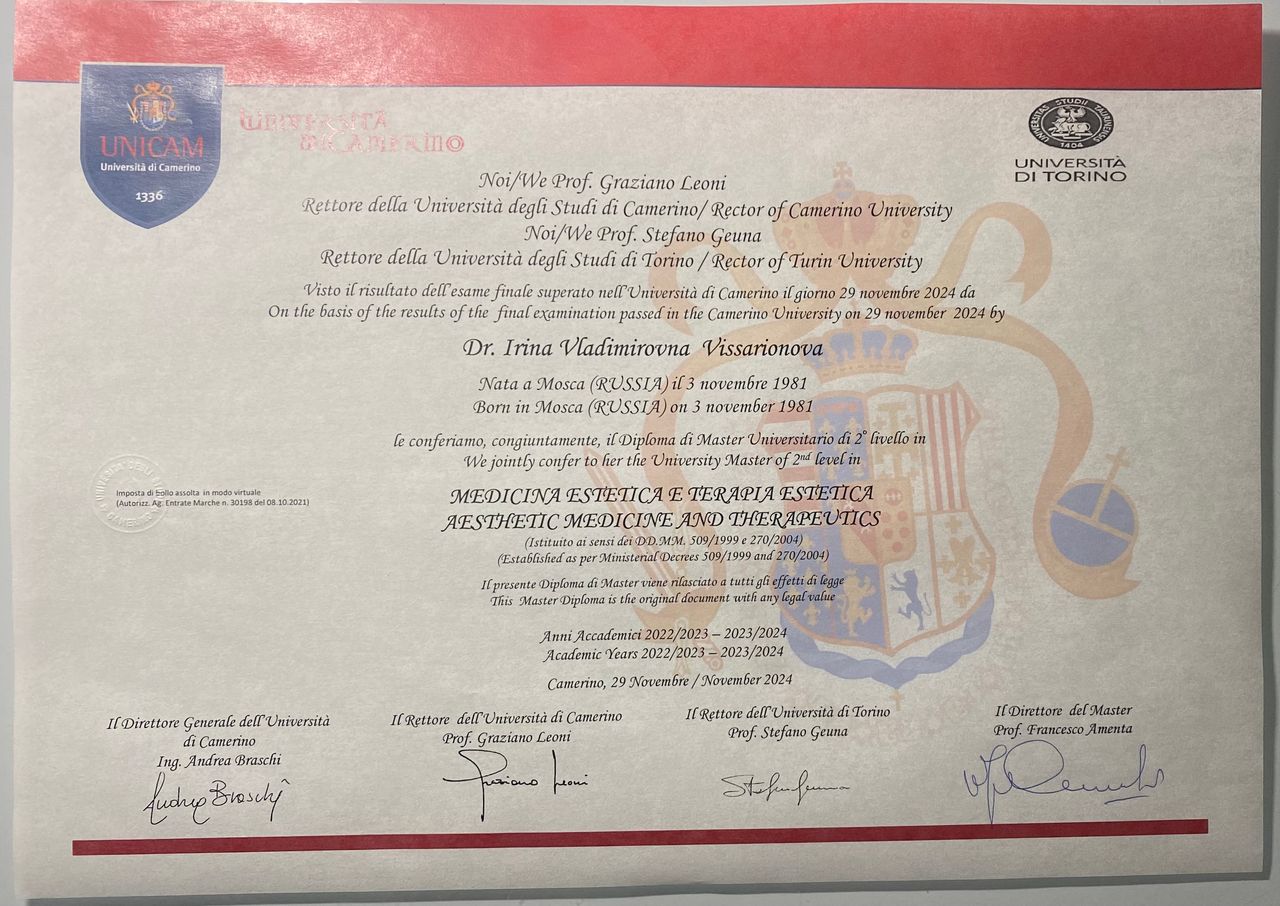 UNICAM
Università di Camerino
1336
UNIVERSITÀ
DI CAMERINO
UNIVERSITAS STUDII TAURINENSIS
1404
UNIVERSITÀ
DI TORINO
Noi/We Prof. Graziano Leoni
Rettore della Università degli Studi di Camerino/ Rector of Camerino University
Noi/We Prof. Stefano Geuna
Rettore della Università degli Studi di Torino / Rector of Turin University
Visto il risultato dell'esame finale superato nell'Università di Camerino il giorno 29 novembre 2024 da
On the basis of the results of the final examination passed in the Camerino University on 29 november 2024 by
Dr. Irina Vladimirovna Vissarionova
Nata a Mosca (RUSSIA) il 3 novembre 1981
Born in Mosca (RUSSIA) on 3 november 1981
le conferiamo, congiuntamente, il Diploma di Master Universitario di 2° livello in
We jointly confer to her the University Master of 2nd level in
MEDICINA ESTETICA E TERAPIA ESTETICA
AESTHETIC MEDICINE AND THERAPEUTICS
(Istituito ai sensi dei DD.MM. 509/1999 e 270/2004)
(Established as per Ministerial Decrees 509/1999 and 270/2004)
Imposta di bollo assolta in modo virtuale
(Autorizz. Ag. Entrate Marche n. 30198 del 08.10.2021)
Il presente Diploma di Master viene rilasciato a tutti gli effetti di legge
This Master Diploma is the original document with any legal value
Anni Accademici 2022/2023 – 2023/2024
Academic Years 2022/2023 – 2023/2024
Camerino, 29 Novembre / November 2024
Il Direttore Generale dell'Università
di Camerino
Ing. Andrea Braschi
Andrea Braschi
Il Rettore dell'Università di Camerino
Prof. Graziano Leoni
Graziano Leoni
Il Rettore dell'Università di Torino
Prof. Stefano Geuna
Stefano Geuna
Il Direttore del Master
Prof. Francesco Amenta